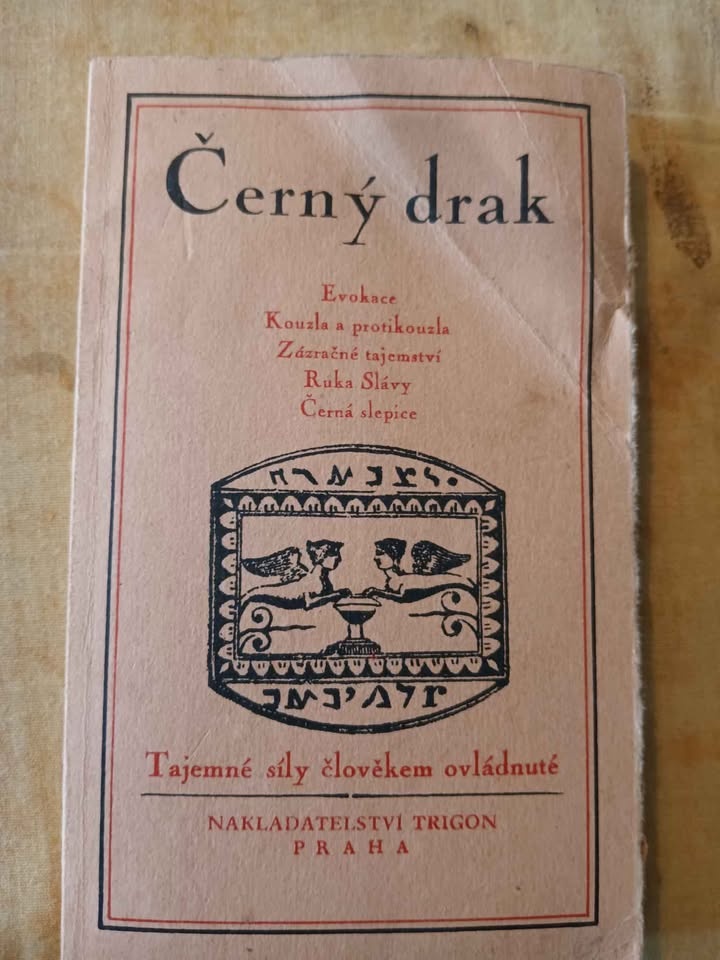 Černý drak
Evokace
Kouzla a protikouzla
Zázračné tajemství
Ruka Slávy
Černá slepice
Tajemné síly člověkem ovládnuté
NAKLADATELSTVÍ TRIGON
PRAHA